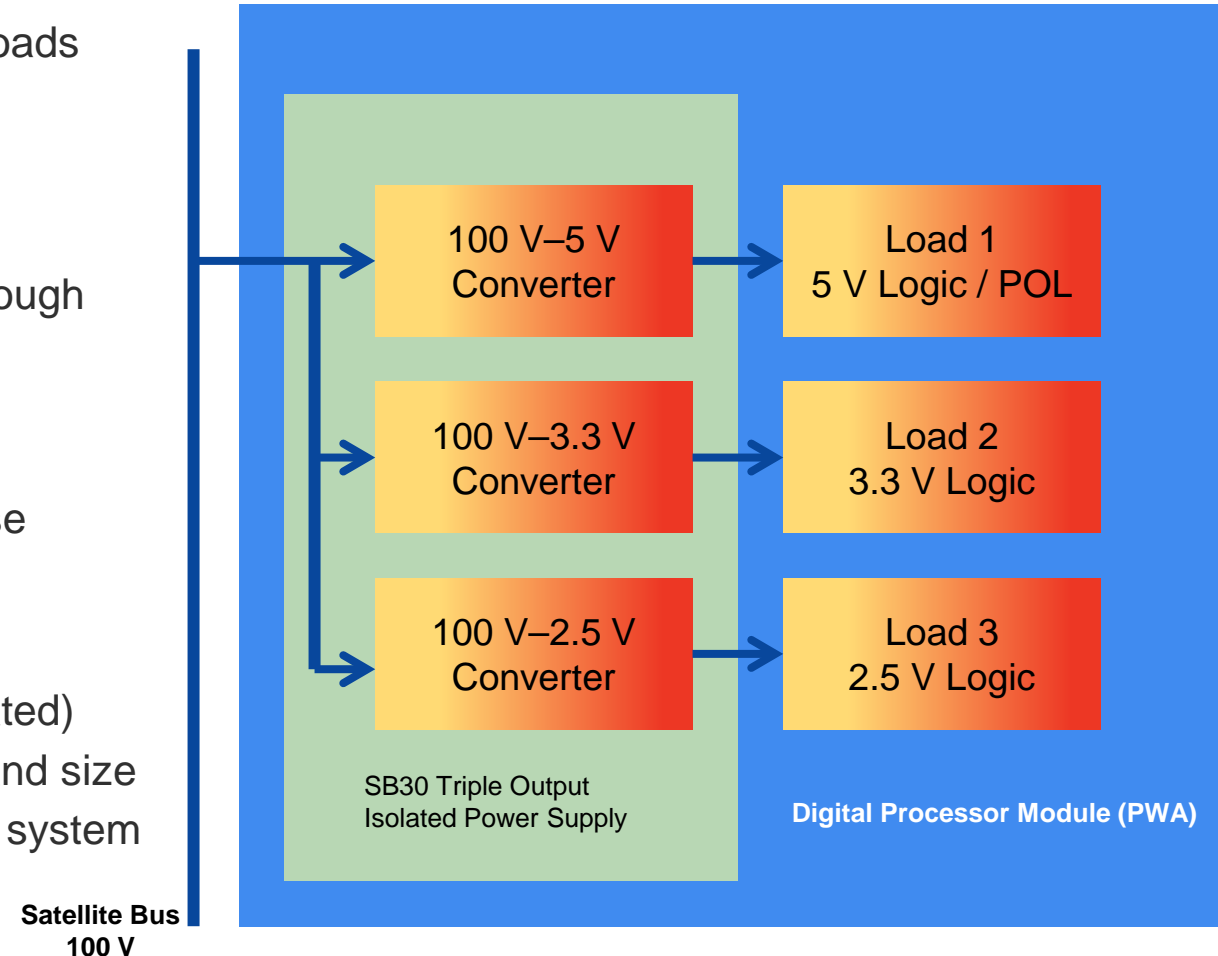 oads
ough
se
ted)
nd size
system
Satellite Bus
100 V
100 V–5 V
Converter
Load 1
5 V Logic / POL
100 V–3.3 V
Converter
Load 2
3.3 V Logic
100 V–2.5 V
Converter
Load 3
2.5 V Logic
SB30 Triple Output
Isolated Power Supply
Digital Processor Module (PWA)